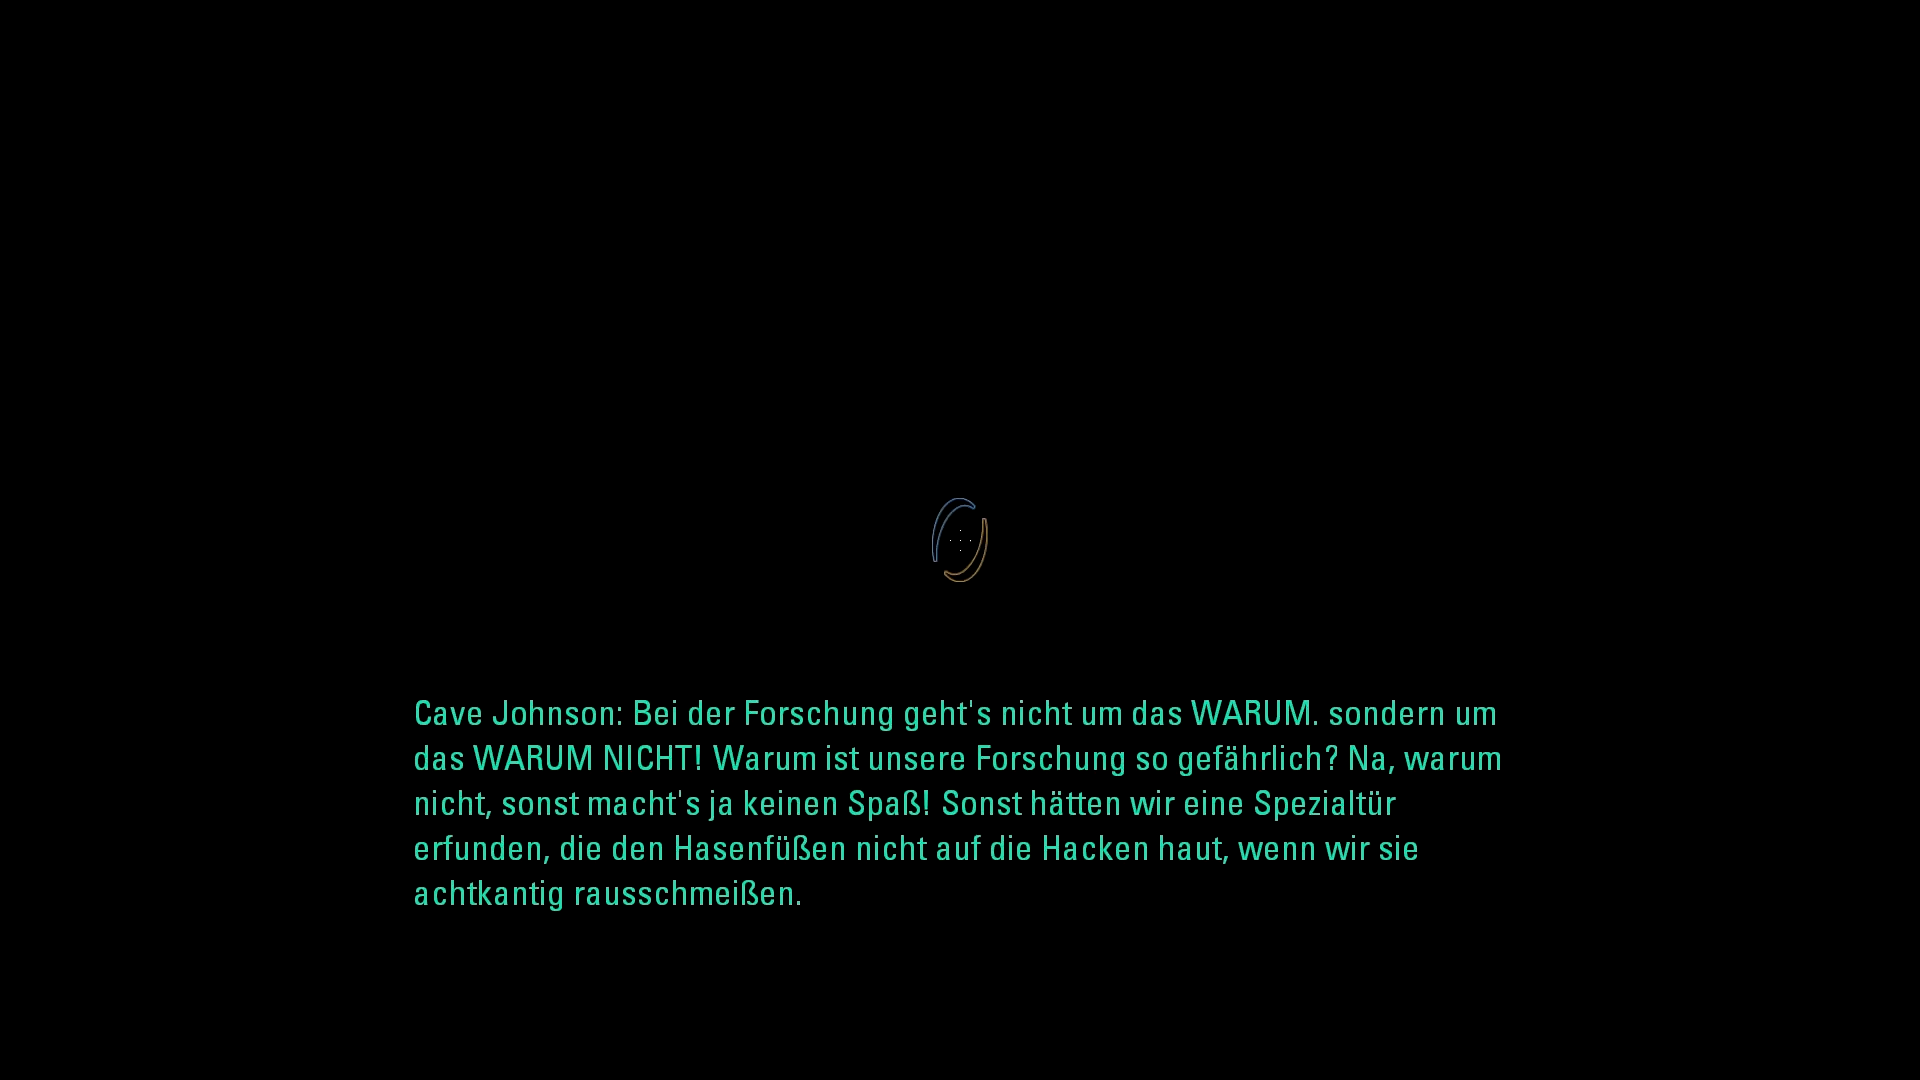 Cave Johnson: Bei der Forschung geht's nicht um das WARUM. sondern um
das WARUM NICHT! Warum ist unsere Forschung so gefährlich? Na, warum
nicht, sonst macht's ja keinen Spaß! Sonst hätten wir eine Spezialtür
erfunden, die den Hasenfüßen nicht auf die Hacken haut, wenn wir sie
achtkantig rausschmeißen.